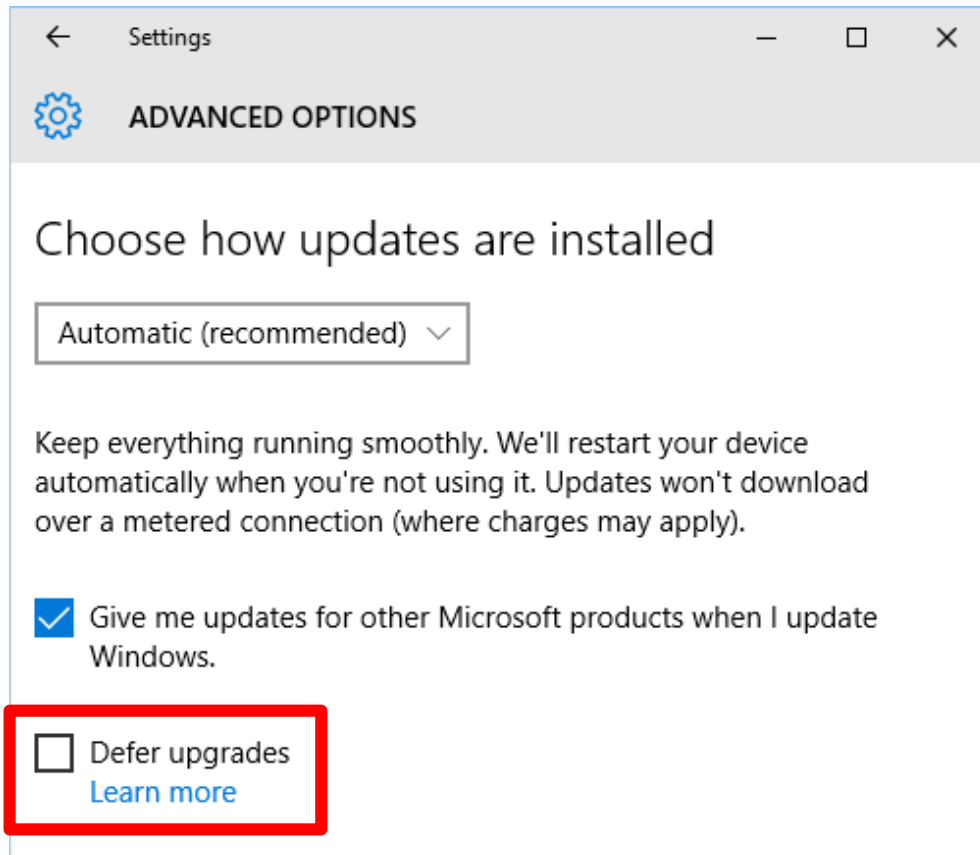 Settings
ADVANCED OPTIONS
Choose how updates are installed
Automatic (recommended)
Keep everything running smoothly. We'll restart your device
automatically when you're not using it. Updates won't download
over a metered connection (where charges may apply).
Give me updates for other Microsoft products when I update
Windows.
Defer upgrades
Learn more